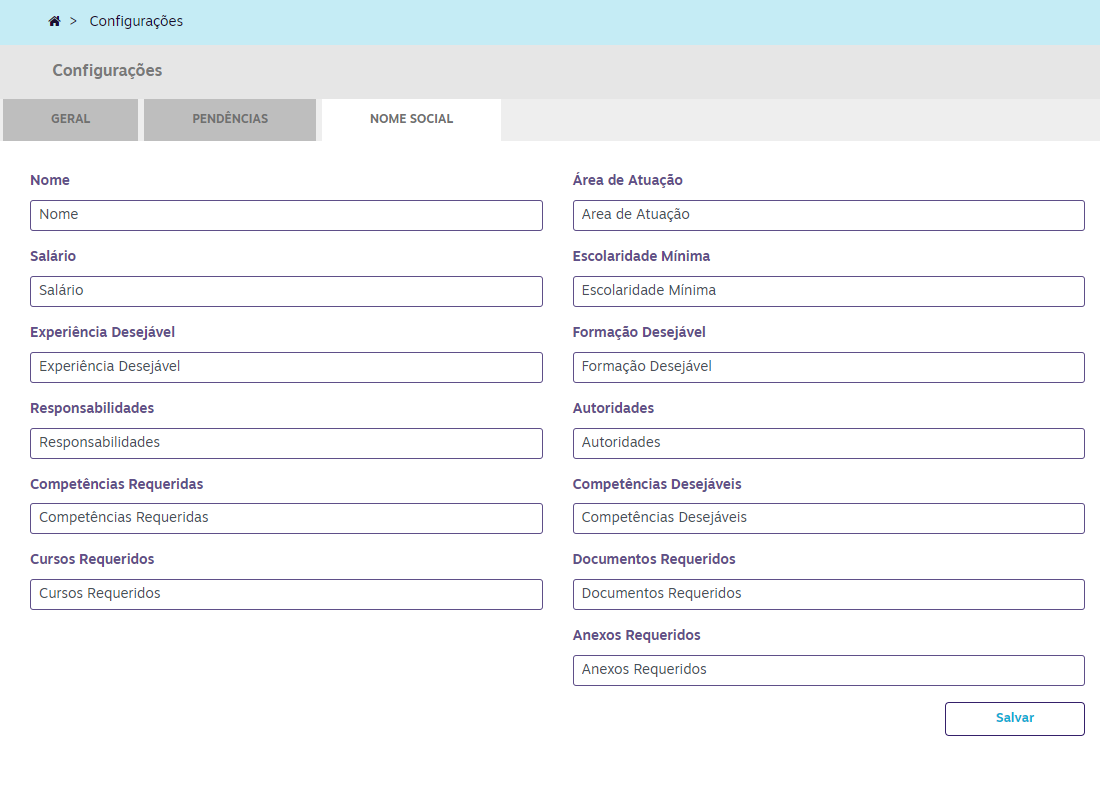 > Configurações
Configurações
GERAL PENDÊNCIAS NOME SOCIAL
Nome Área de Atuação
Nome Area de Atuação
Salário Escolaridade Mínima
Salário Escolaridade Mínima
Experiência Desejável Formação Desejável
Experiência Desejável Formação Desejável
Responsabilidades Autoridades
Responsabilidades Autoridades
Competências Requeridas Competências Desejáveis
Competências Requeridas Competências Desejáveis
Cursos Requeridos Documentos Requeridos
Cursos Requeridos Documentos Requeridos
Anexos Requeridos
Anexos Requeridos
Salvar